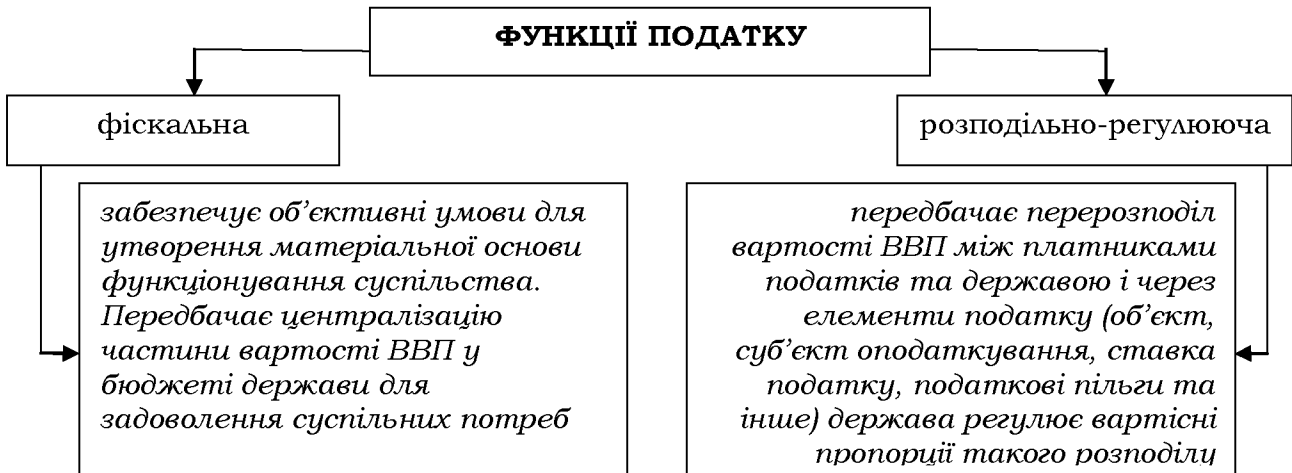 ФУНКЦІЇ ПОДАТКУ
фіскальна
розподільно-регулююча
забезпечує об’єктивні умови для
утворення матеріальної основи
функціонування суспільства.
Передбачає централізацію
частини вартості ВВП у
бюджеті держави для
задоволення суспільних потреб
передбачає перерозподіл
вартості ВВП між платниками
податків та державою і через
елементи податку (об’єкт,
суб’єкт оподаткування, ставка
податку, податкові пільги та
інше) держава регулює вартісні
пропорції такого розподілу